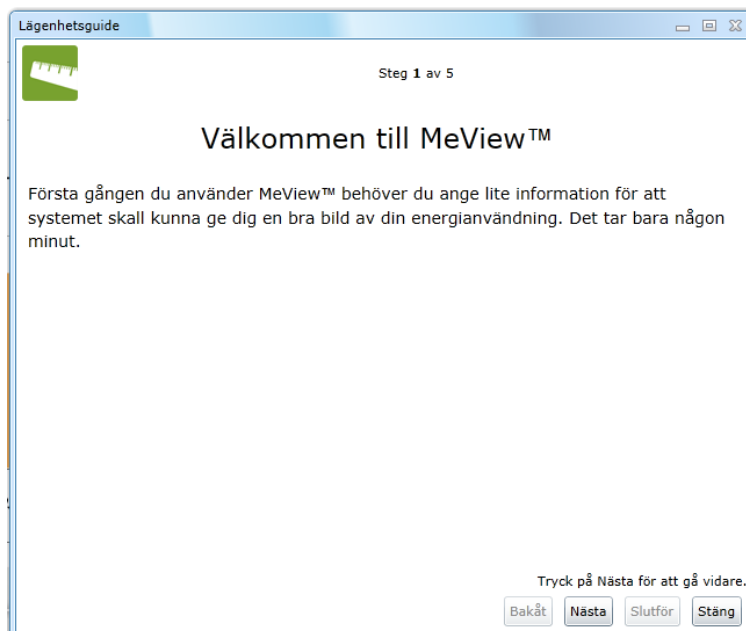 Lägenhetsguide
Steg 1 av 5
Välkommen till MeView™
Första gången du använder MeView™ behöver du ange lite information för att
systemet skall kunna ge dig en bra bild av din energianvändning. Det tar bara någon
minut.
Tryck på Nästa för att gå vidare.
Bakåt Nästa Slutför Stäng